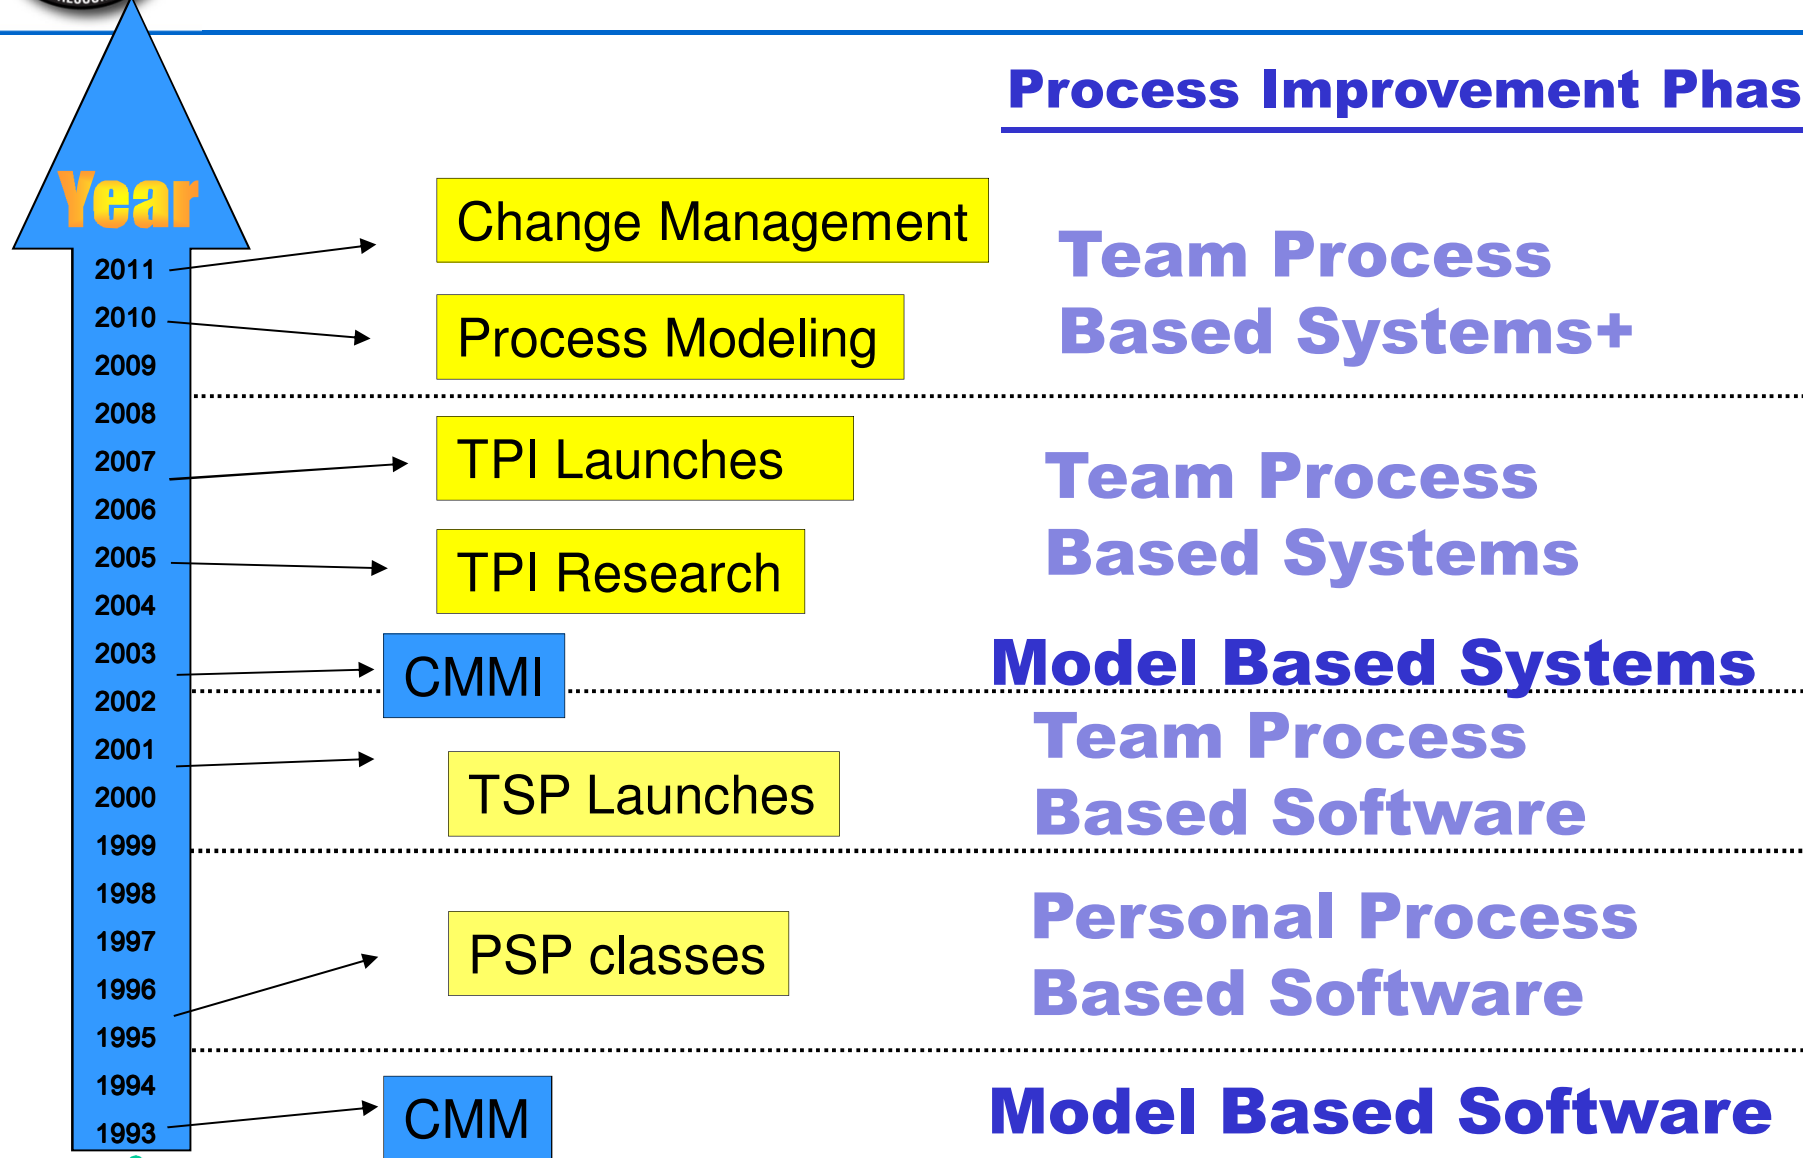 Process Improvement Phas
Year
Change Management
Team Process
Based Systems+
2011
2010
Process Modeling
2009
2008
2007
TPI Launches
Team Process
Based Systems
2006
2005
TPI Research
2004
2003
CMMI
Model Based Systems
2002
2001
Team Process
Based Software
2000
TSP Launches
1999
1998
Personal Process
Based Software
1997
PSP classes
1996
1995
1994
Model Based Software
1993
CMM